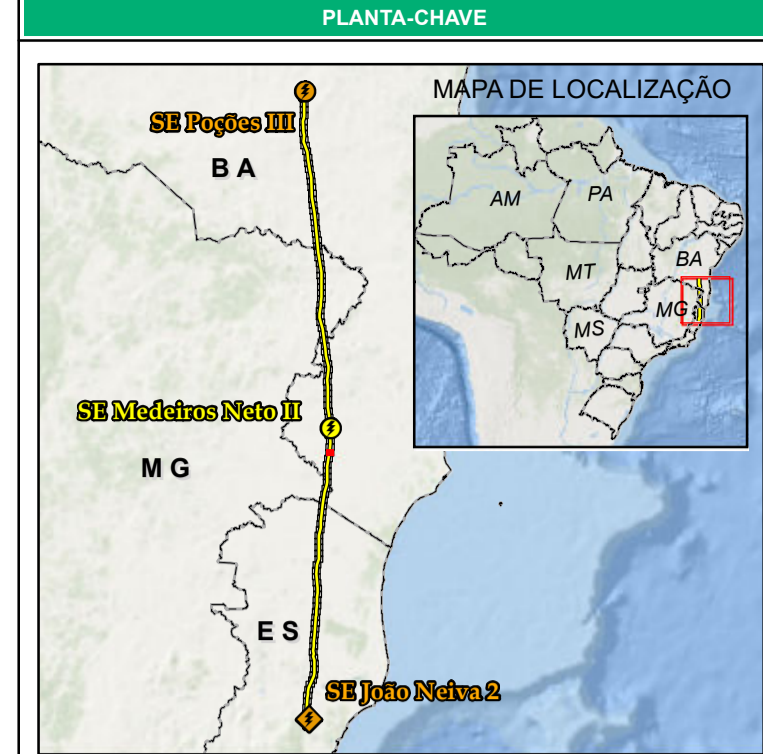 PLANTA-CHAVE
MAPA DE LOCALIZAÇÃO
SE Poções III
B A
AM
PA
BA
MT
MG
MS
SE Medeiros Neto II
M G
E S
SE João Neiva 2